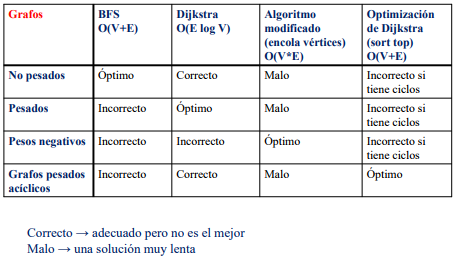 Grafos
BFS
O(V+E)
Dijkstra
O(E log V)
Algoritmo
modificado
(encola vértices)
O(V*E)
Optimización
de Dijkstra
(sort top)
O(V+E)
No pesados
Óptimo
Correcto
Malo
Incorrecto si
tiene ciclos
Pesados
Incorrecto
Óptimo
Malo
Incorrecto si
tiene ciclos
Pesos negativos
Incorrecto
Incorrecto
Óptimo
Incorrecto si
tiene ciclos
Grafos pesados
acíclicos
Incorrecto
Correcto
Malo
Óptimo
Correcto → adecuado pero no es el mejor
Malo → una solución muy lenta